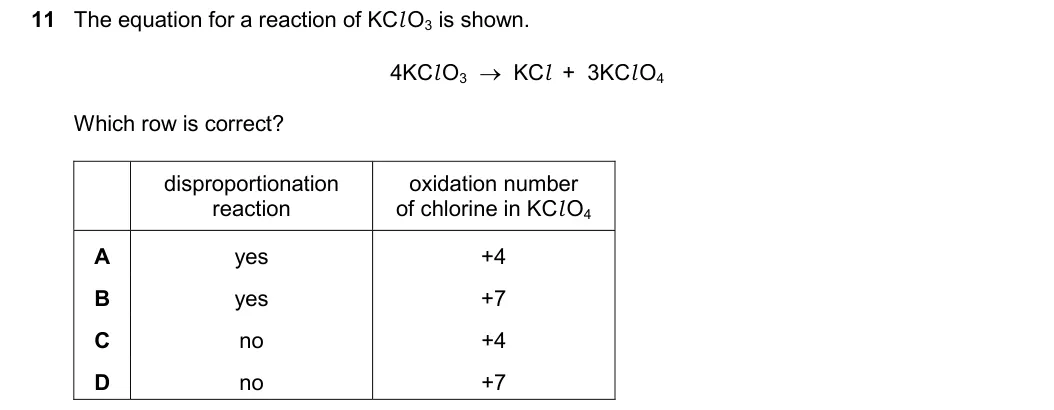 11 The equation for a reaction of KClO₃ is shown.
4KClO₃ → KCl + 3KClO₄
Which row is correct?
disproportionation reaction | oxidation number of chlorine in KClO₄
A yes +4
B yes +7
C no +4
D no +7